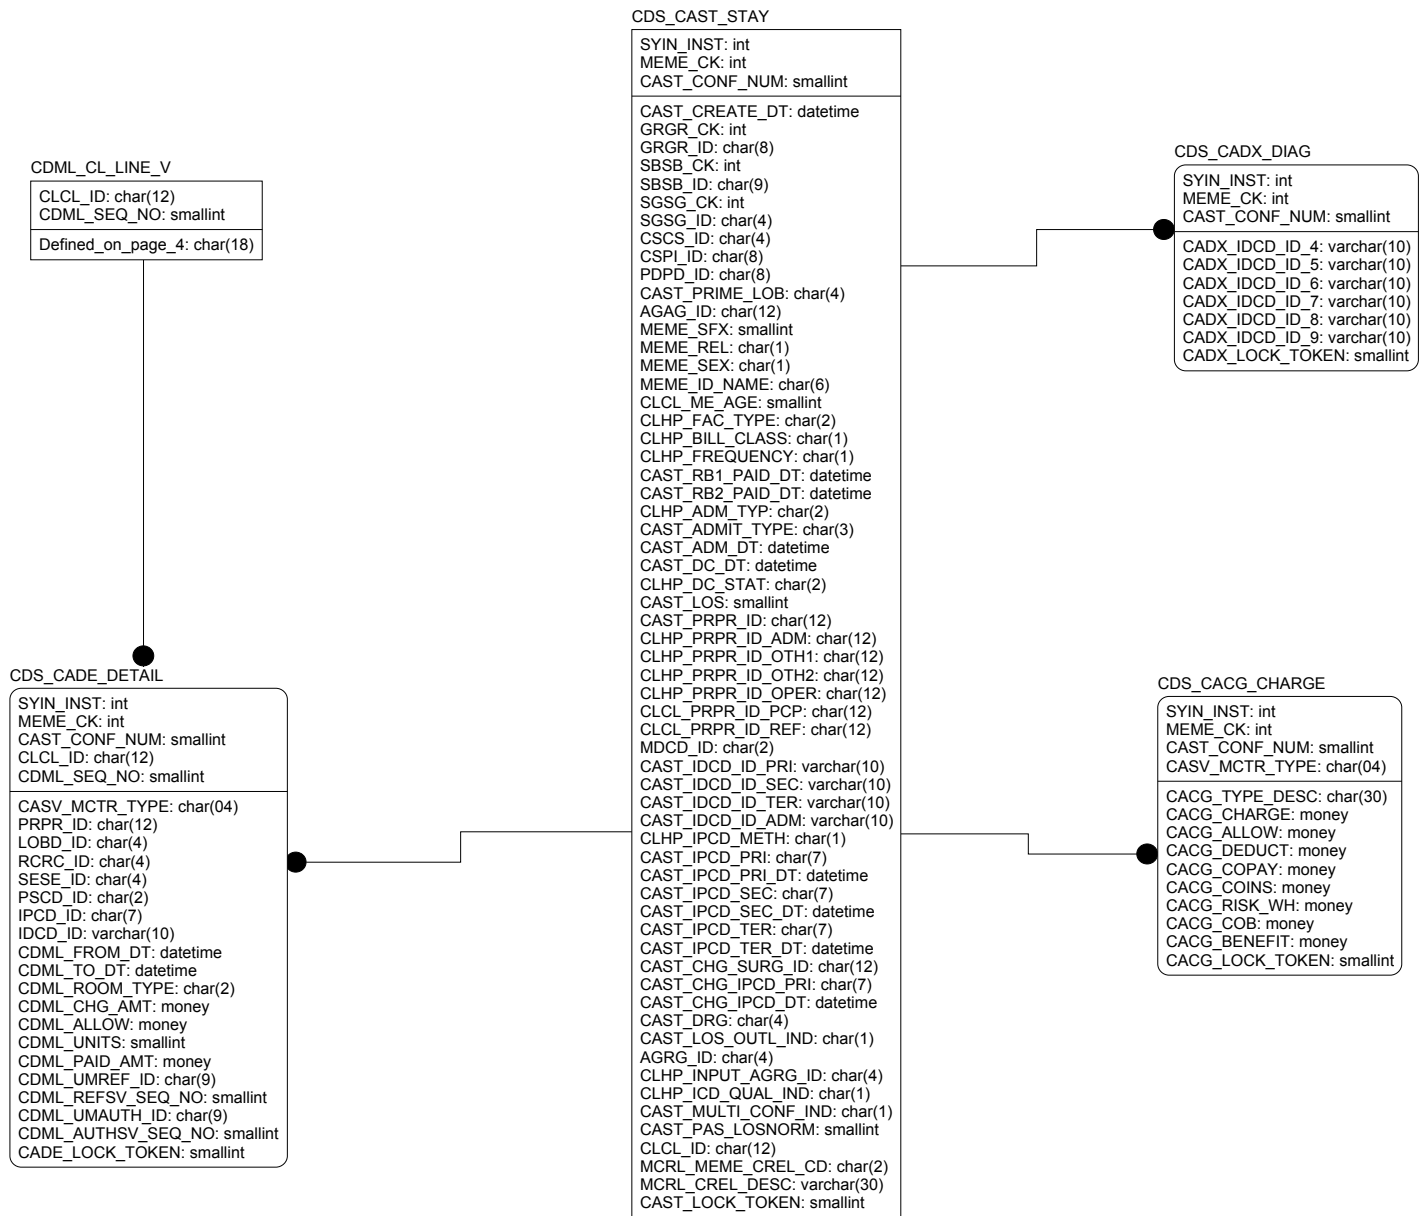 CDS_CAST_STAY
SYIN_INST: int
MEME_CK: int
CAST_CONF_NUM: smallint
CAST_CREATE_DT: datetime
GRGR_CK: int
GRGR_ID: char(8)
SBSB_CK: int
SBSB_ID: char(9)
SGSG_CK: int
SGSG_ID: char(4)
CSCS_ID: char(4)
CSPI_ID: char(8)
PDPD_ID: char(8)
CAST_PRIME_LOB: char(4)
AGAG_ID: char(12)
MEME_SFX: smallint
MEME_REL: char(1)
MEME_SEX: char(1)
MEME_ID_NAME: char(6)
CLCL_ME_AGE: smallint
CLHP_FAC_TYPE: char(2)
CLHP_BILL_CLASS: char(1)
CLHP_FREQUENCY: char(1)
CAST_RB1_PAID_DT: datetime
CAST_RB2_PAID_DT: datetime
CLHP_ADM_TYP: char(2)
CAST_ADMIT_TYPE: char(3)
CAST_ADM_DT: datetime
CAST_DC_DT: datetime
CLHP_DC_STAT: char(2)
CAST_LOS: smallint
CAST_PRPR_ID: char(12)
CLHP_PRPR_ID_ADM: char(12)
CLHP_PRPR_ID_OTH1: char(12)
CLHP_PRPR_ID_OTH2: char(12)
CLHP_PRPR_ID_OPER: char(12)
CLCL_PRPR_ID_PCP: char(12)
CLCL_PRPR_ID_REF: char(12)
MDCD_ID: char(2)
CAST_IDCD_ID_PRI: varchar(10)
CAST_IDCD_ID_SEC: varchar(10)
CAST_IDCD_ID_TER: varchar(10)
CAST_IDCD_ID_ADM: varchar(10)
CLHP_IPCD_METH: char(1)
CAST_IPCD_PRI: char(7)
CAST_IPCD_PRI_DT: datetime
CAST_IPCD_SEC: char(7)
CAST_IPCD_SEC_DT: datetime
CAST_IPCD_TER: char(7)
CAST_IPCD_TER_DT: datetime
CAST_CHG_SURG_ID: char(12)
CAST_CHG_IPCD_PRI: char(7)
CAST_CHG_IPCD_DT: datetime
CAST_DRG: char(4)
CAST_LOS_OUTL_IND: char(1)
AGRG_ID: char(4)
CLHP_INPUT_AGRG_ID: char(4)
CLHP_ICD_QUAL_IND: char(1)
CAST_MULTI_CONF_IND: char(1)
CAST_PAS_LOSNORM: smallint
CLCL_ID: char(12)
MCRL_MEME_CREL_CD: char(2)
MCRL_CREL_DESC: varchar(30)
CAST_LOCK_TOKEN: smallint
CDML_CL_LINE_V
CLCL_ID: char(12)
CDML_SEQ_NO: smallint
Defined_on_page_4: char(18)
CDS_CADX_DIAG
SYIN_INST: int
MEME_CK: int
CAST_CONF_NUM: smallint
CADX_IDCD_ID_4: varchar(10)
CADX_IDCD_ID_5: varchar(10)
CADX_IDCD_ID_6: varchar(10)
CADX_IDCD_ID_7: varchar(10)
CADX_IDCD_ID_8: varchar(10)
CADX_IDCD_ID_9: varchar(10)
CADX_LOCK_TOKEN: smallint
CDS_CADE_DETAIL
SYIN_INST: int
MEME_CK: int
CAST_CONF_NUM: smallint
CLCL_ID: char(12)
CDML_SEQ_NO: smallint
CASV_MCTR_TYPE: char(04)
PRPR_ID: char(12)
LOBD_ID: char(4)
RCRC_ID: char(4)
SESE_ID: char(4)
PSCD_ID: char(2)
IPCD_ID: char(7)
IDCD_ID: varchar(10)
CDML_FROM_DT: datetime
CDML_TO_DT: datetime
CDML_ROOM_TYPE: char(2)
CDML_CHG_AMT: money
CDML_ALLOW: money
CDML_UNITS: smallint
CDML_PAID_AMT: money
CDML_UMREF_ID: char(9)
CDML_REFSV_SEQ_NO: smallint
CDML_UMAUTH_ID: char(9)
CDML_AUTHSV_SEQ_NO: smallint
CADE_LOCK_TOKEN: smallint
CDS_CACG_CHARGE
SYIN_INST: int
MEME_CK: int
CAST_CONF_NUM: smallint
CASV_MCTR_TYPE: char(04)
CACG_TYPE_DESC: char(30)
CACG_CHARGE: money
CACG_ALLOW: money
CACG_DEDUCT: money
CACG_COPAY: money
CACG_COINS: money
CACG_RISK_WH: money
CACG_COB: money
CACG_BENEFIT: money
CACG_LOCK_TOKEN: smallint